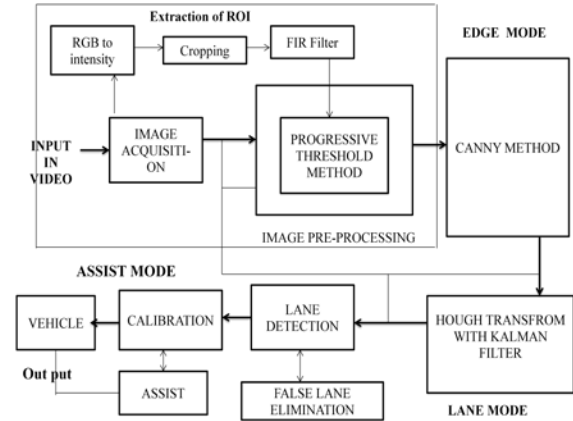 Extraction of ROI
RGB to
intensity
Cropping
FIR Filter
EDGE MODE
INPUT
IN
VIDEO
IMAGE
ACQUISITI-
ON
PROGRESSIVE
THRESHOLD
METHOD
CANNY METHOD
IMAGE PRE-PROCESSING
ASSIST MODE
VEHICLE
CALIBRATION
LANE
DETECTION
HOUGH TRANSFROM
WITH KALMAN
FILTER
Out put
ASSIST
FALSE LANE
ELIMINATION
LANE MODE